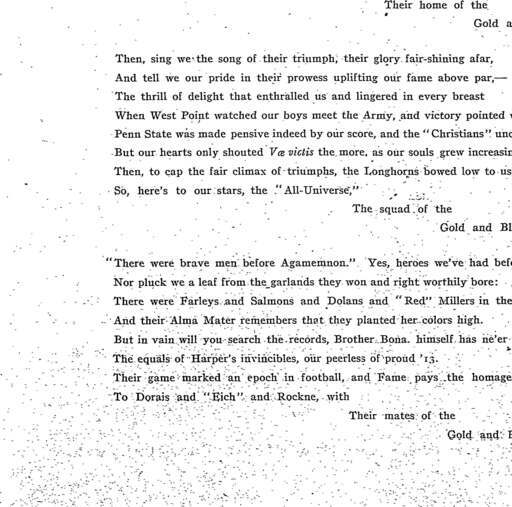 Their home of the
Gold
Then, sing we the song of their triumph, their glory fair-shining afar,
And tell we our pride in their prowess uplifting our fame above par,—
The thrill of delight that enthralled us and lingered in every breast
When West Point watched our boys meet the Army, and victory pointed
Penn State was made pensive indeed by our score, and the "Christians"
But our hearts only shouted Væ victis the more, as our souls grew
Then, to cap the fair climax of triumphs, the Longhorns bowed low to us
So, here's to our stars, the "All-Universe,"
The squad of the
Gold and Bl
"There were brave men before Agamemnon." Yes, heroes we've had
Nor pluck we a leaf from the garlands they won and right worthily bore:
There were Farleys and Salmons and Dolans and "Red" Millers in the
And their Alma Mater remembers that they planted her colors high.
But in vain will you search the records, Brother Bona. himself has ne'er
The equals of Harper's invincibles, our peerless of proud '13.
Their game marked an epoch in football, and Fame pays the homage
To Dorais and "Eich" and Rockne, with
Their mates of the
Gold and